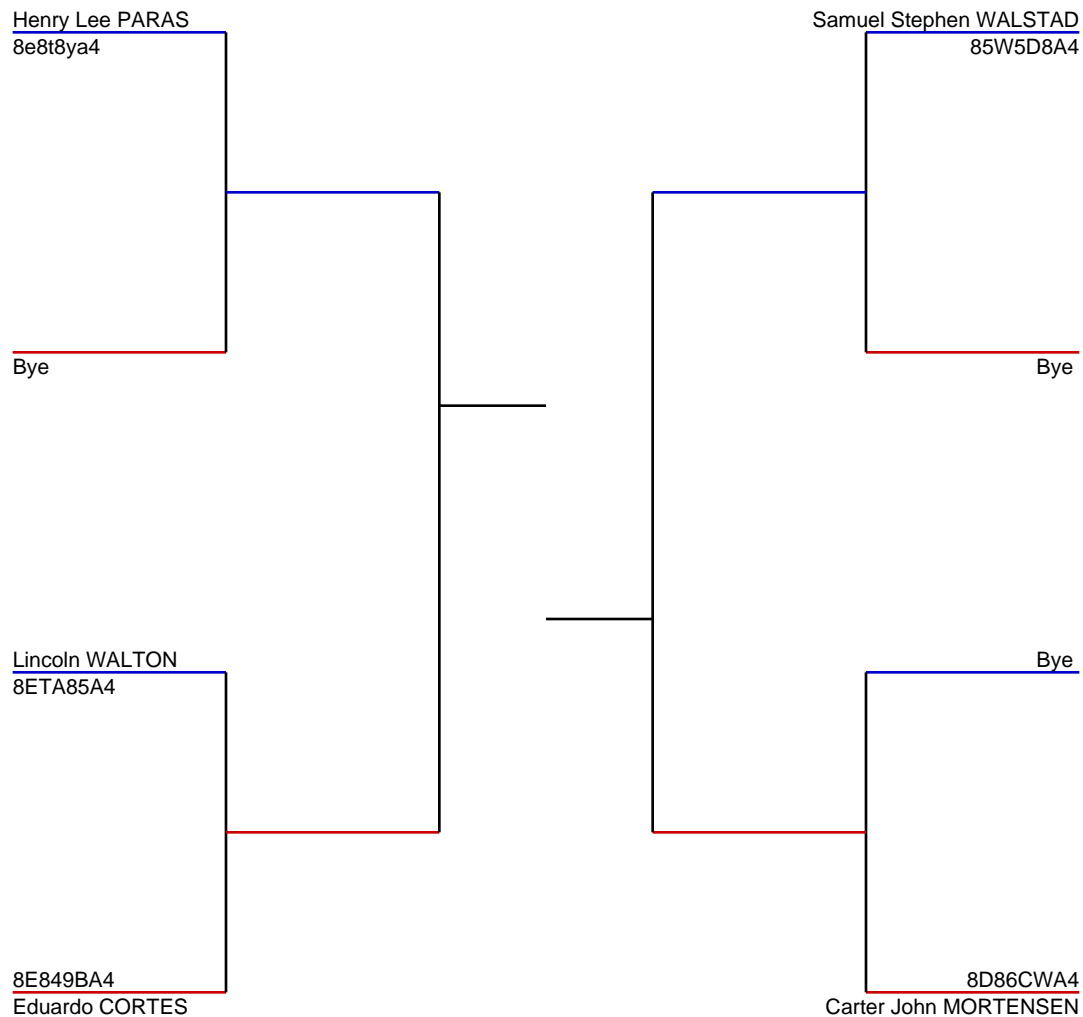 Henry Lee PARAS
8e8t8ya4
Bye
Lincoln WALTON
8ETA85A4
8E849BA4
Eduardo CORTES
Samuel Stephen WALSTAD
85W5D8A4
Bye
Bye
8D86CWA4
Carter John MORTENSEN